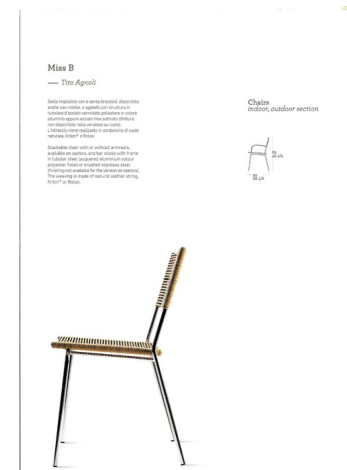 Miss B
— Tito Agnoli
Sedia impilabile con e senza braccioli, disponibile
anche con rotelle, e sgabelli con struttura in
tubolare d'acciaio verniciato poliestere in colore
alluminio oppure acciaio inox satinato (finitura
non disponibile nella versione su ruote).
L'intreccio viene realizzato in cordoncino di cuoio
naturale, Krilon® o Rotan.
Stackable chair with or without armrests,
available on castors, and bar stools with frame
in tubular steel lacquered aluminium colour
polyester finish or brushed stainless steel
(finishing not available for the version on castors).
The weaving is made of natural leather string,
Krilon® or Rotan.
Chairs
indoor, outdoor section